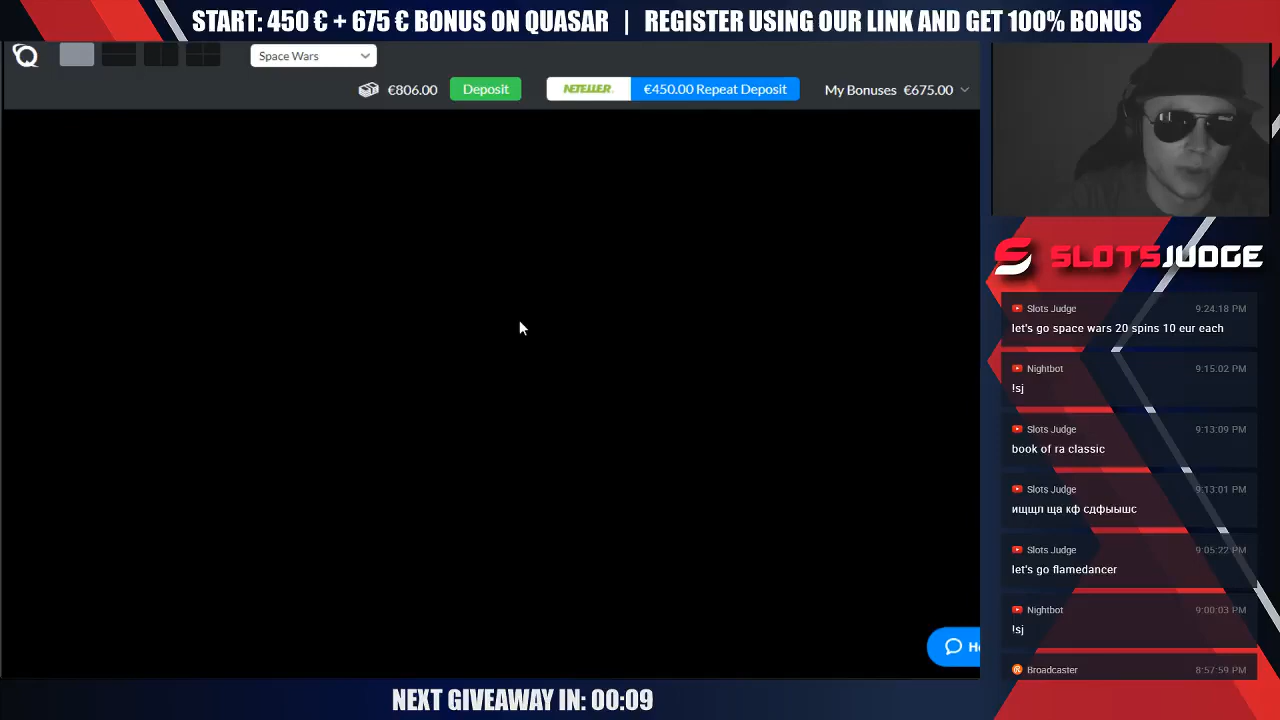 START: 450 € + 675 € BONUS ON QUASAR | REGISTER USING OUR LINK AND GET 100% BONUS
Space Wars
€806.00 Deposit NETELLER €450.00 Repeat Deposit My Bonuses €675.00
SLOTSJUDGE
Slots Judge 9:24:18 PM
let's go space wars 20 spins 10 eur each
Nightbot 9:15:02 PM
!sj
Slots Judge 9:13:09 PM
book of ra classic
Slots Judge 9:13:01 PM
ищщл ща кф сдфыышс
Slots Judge 9:05:22 PM
let's go flamedancer
Nightbot 9:00:03 PM
!sj
Broadcaster 8:57:59 PM
NEXT GIVEAWAY IN: 00:09